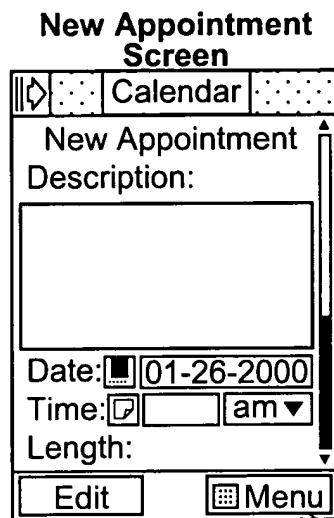 New Appointment
Screen
Calendar
New Appointment
Description:
Date: 01-26-2000
Time: am
Length:
Edit Menu